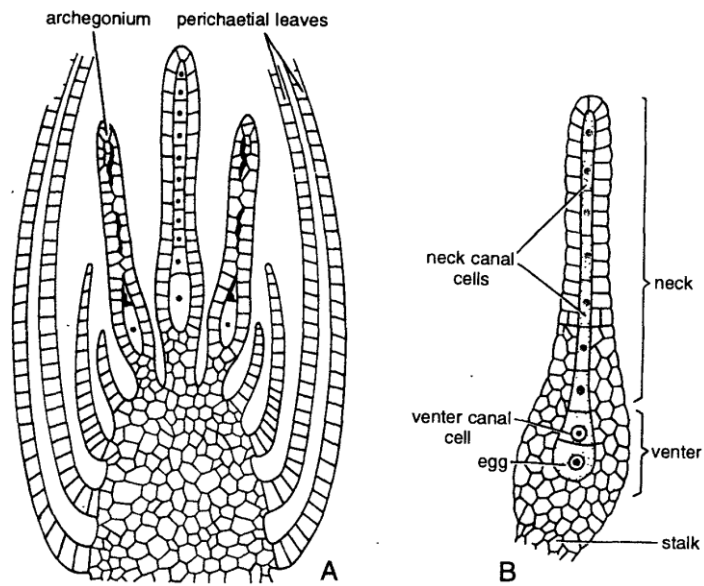 archegonium
perichaetial leaves
A
neck canal
cells
neck
venter canal
cell
venter
egg
stalk
B